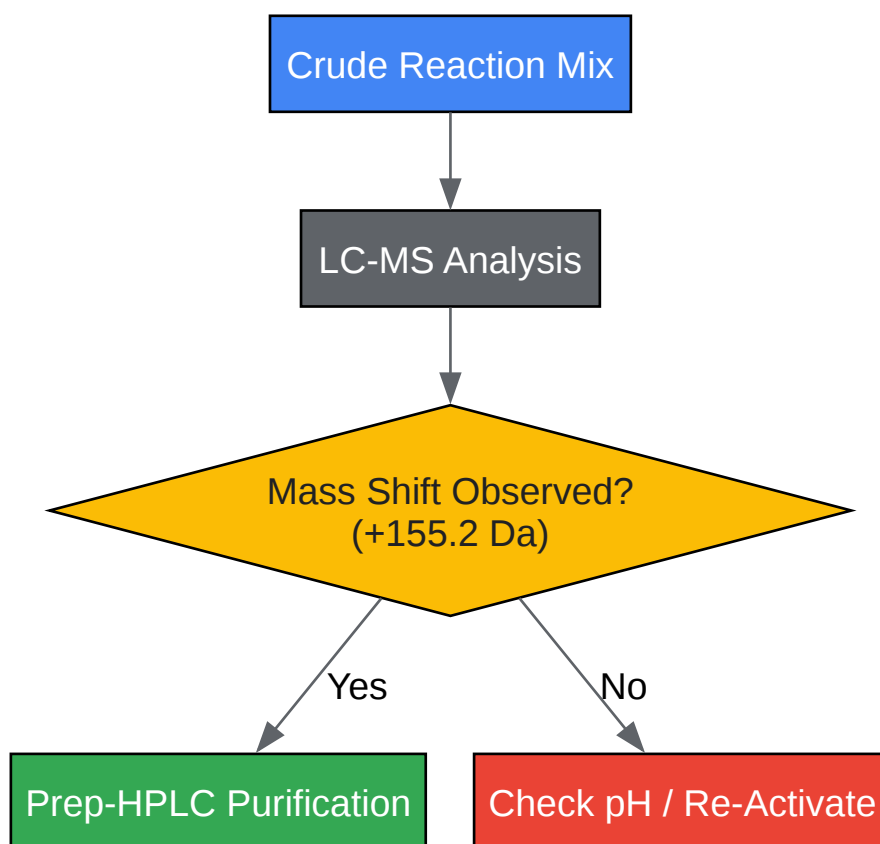 Crude Reaction Mix
LC-MS Analysis
Mass Shift Observed?
(+155.2 Da)
Yes
No
Prep-HPLC Purification
Check pH / Re-Activate